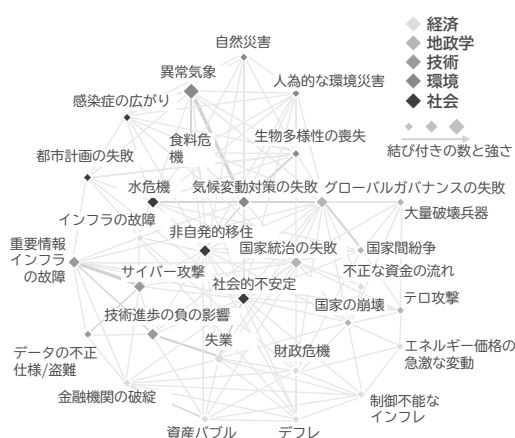 経済
地政学
技術
環境
社会
結び付きの数と強さ
自然災害
異常気象
人為的な環境災害
感染症の広がり
食料危
機
生物多様性の喪失
都市計画の失敗
水危機
気候変動対策の失敗
グローバルガバナンスの失敗
大量破壊兵器
インフラの故障
非自発的移住
重要情報
インフラ
の故障
国家統治の失敗
国家間紛争
サイバー攻撃
不正な資金の流れ
社会的不安定
国家の崩壊
テロ攻撃
技術進歩の負の影響
失業
財政危機
データの不正
仕様/盗難
エネルギー価格の
急激な変動
金融機関の破綻
制御不能な
インフレ
資産バブル
デフレ